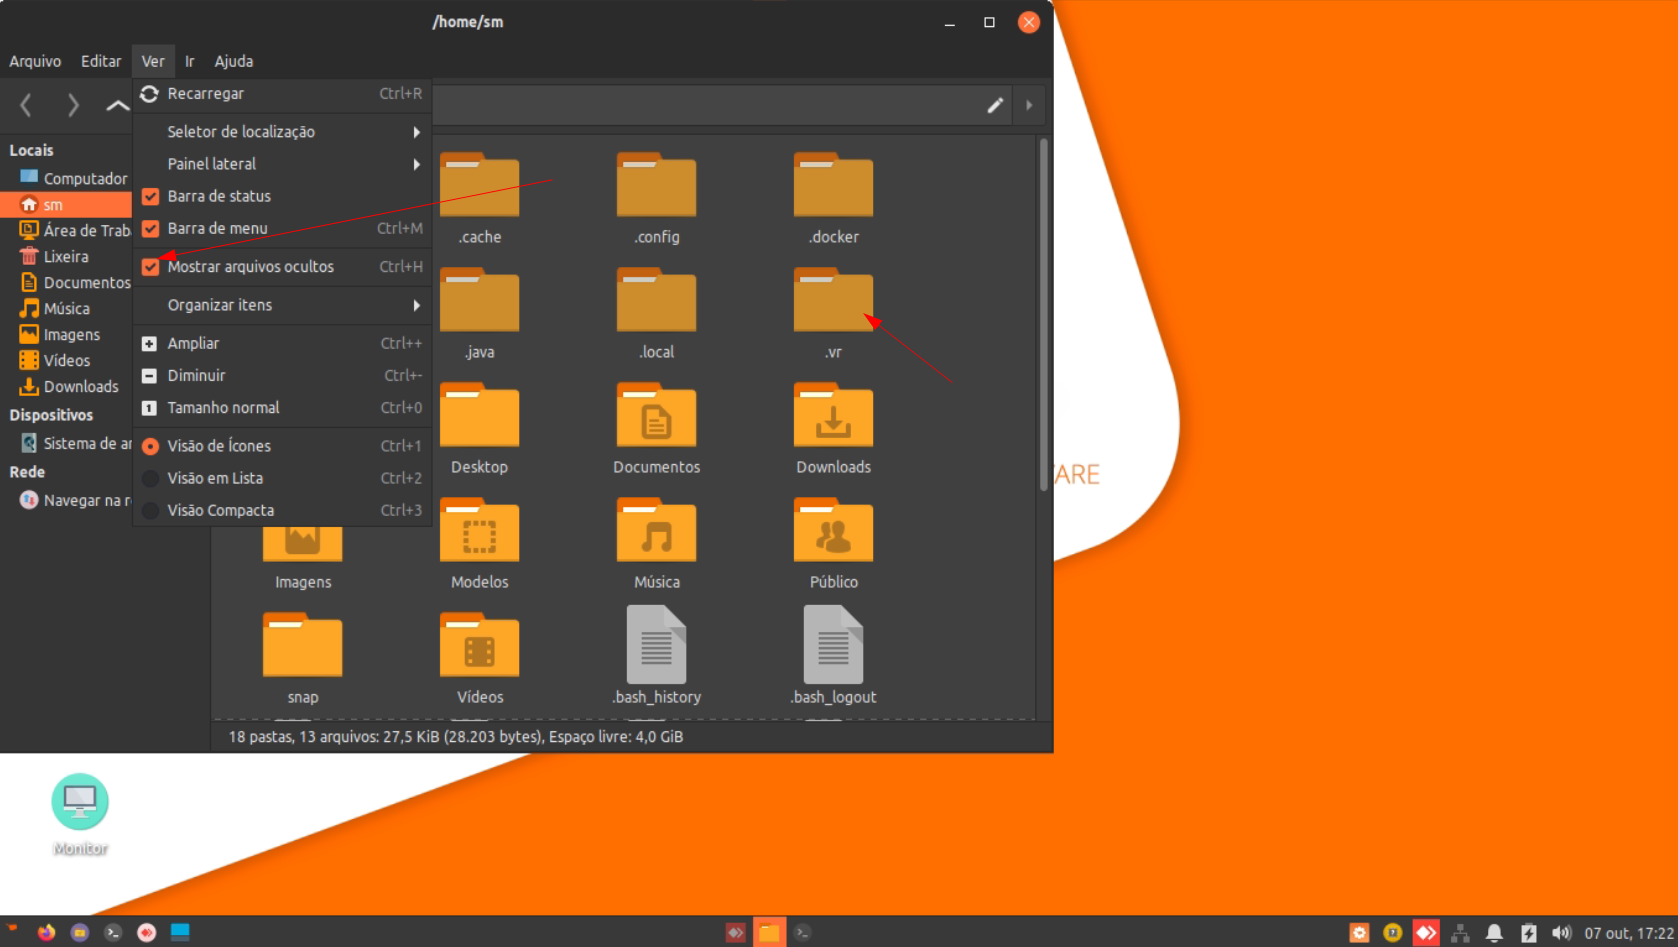 /home/sm
Arquivo Editar Ver Ir Ajuda
Recarregar Ctrl+R
Seletor de localização
Painel lateral
Barra de status
Barra de menu Ctrl+M
Mostrar arquivos ocultos Ctrl+H
Organizar itens
Ampliar Ctrl++
Diminuir Ctrl+-
Tamanho normal Ctrl+0
Visão de Ícones Ctrl+1
Visão em Lista Ctrl+2
Visão Compacta Ctrl+3
Locais
Computador
sm
Área de Trab
Lixeira
Documentos
Música
Imagens
Vídeos
Downloads
Dispositivos
Sistema de ar
Rede
Navegar na r
.cache .config .docker
.java .local .vr
Desktop Documentos Downloads
Imagens Modelos Música Público
snap Vídeos .bash_history .bash_logout
18 pastas, 13 arquivos: 27,5 KiB (28.203 bytes), Espaço livre: 4,0 GiB
ARE
Monitor
07 out, 17:22